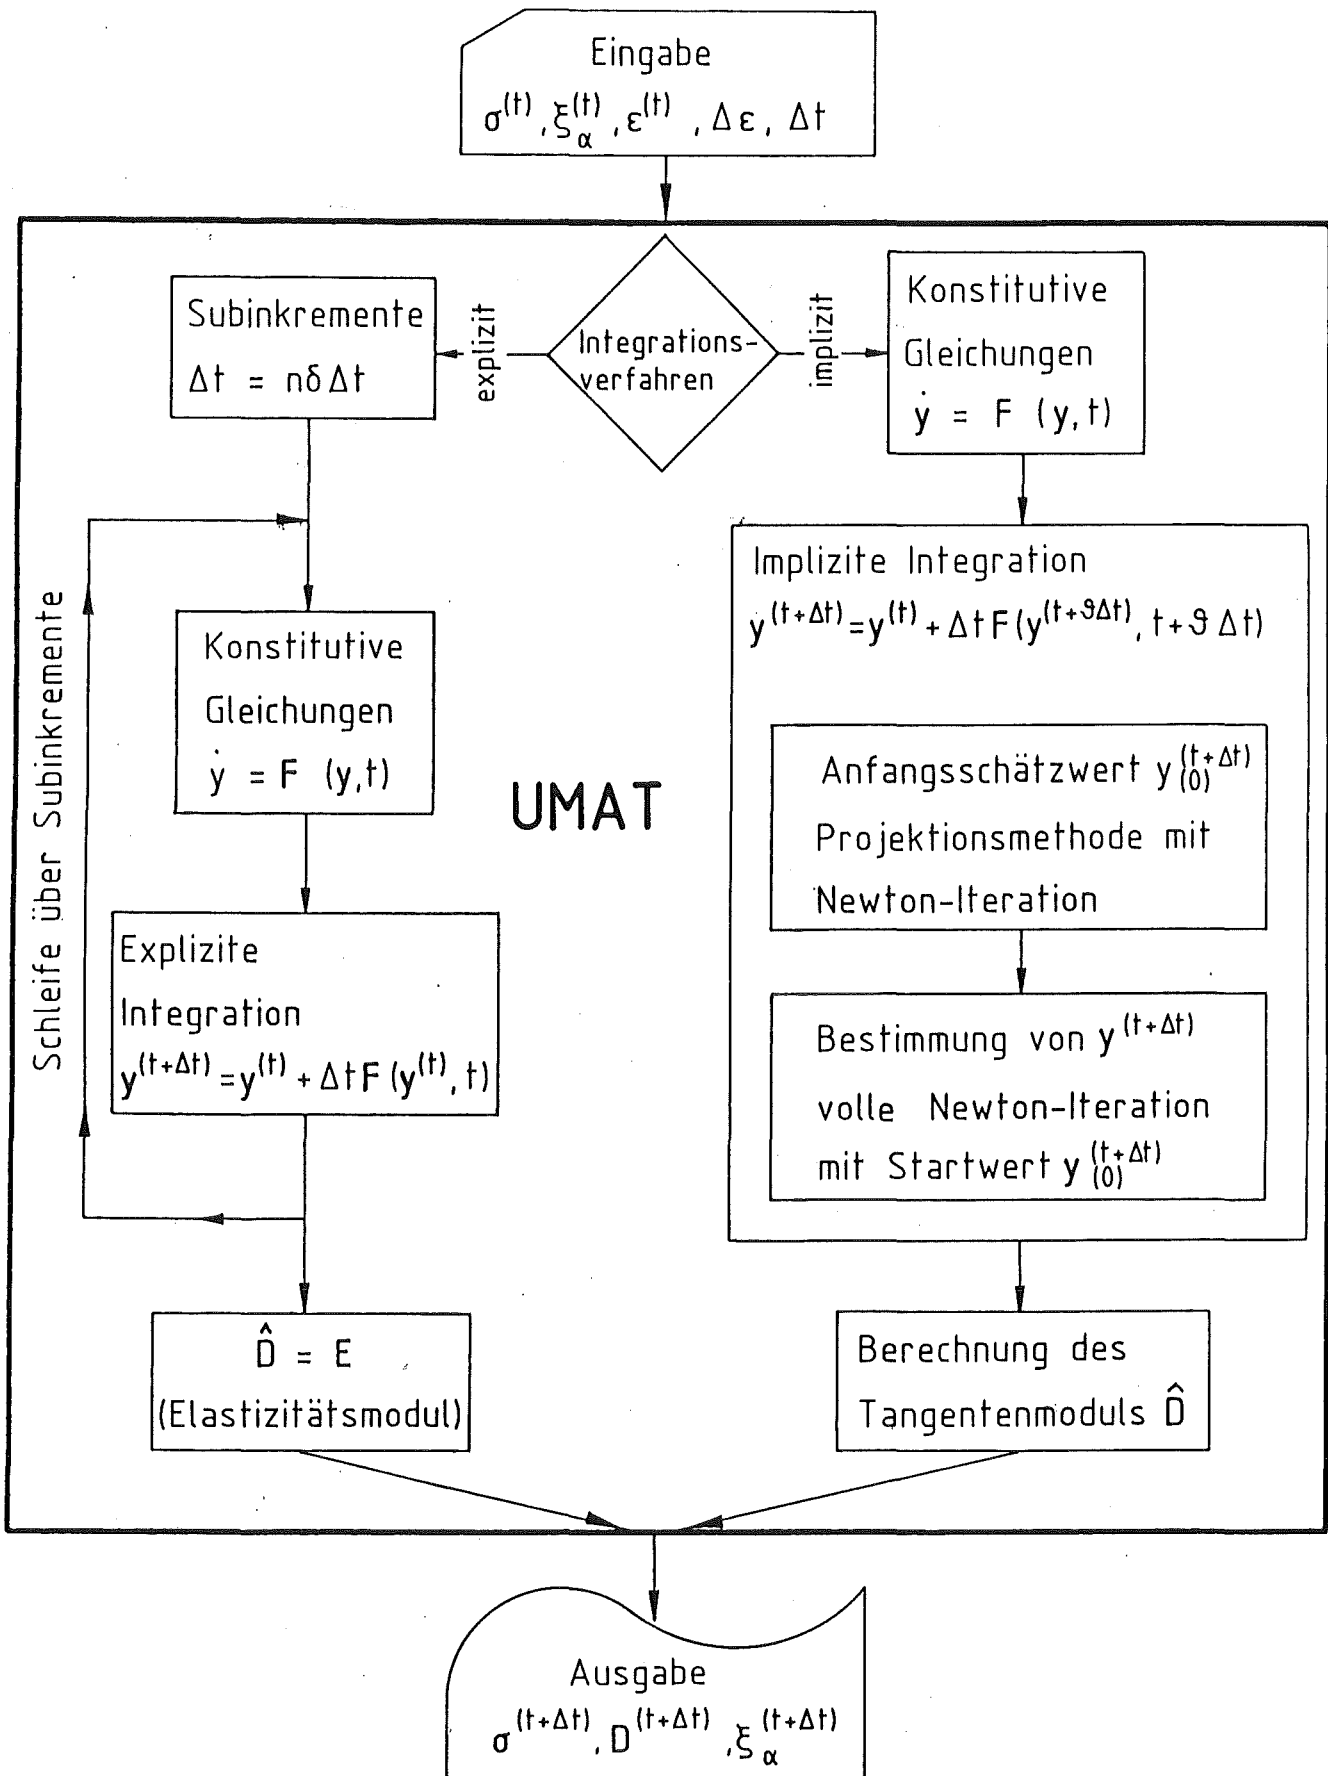 Eingabe
σ^(t), ξ_α^(t), ε^(t), Δε, Δt
Subinkremente
Δt = nδΔt
explizit
Integrations-
verfahren
implizit
Konstitutive
Gleichungen
ẏ = F (y,t)
Schleife über Subinkremente
Konstitutive
Gleichungen
ẏ = F (y,t)
Explizite
Integration
y^(t+Δt) = y^(t) + Δt F (y^(t), t)
D̂ = E
(Elastizitätsmodul)
UMAT
Implizite Integration
y^(t+Δt) = y^(t) + Δt F (y^(t+ϑΔt), t+ϑ Δt)
Anfangsschätzwert y_(0)^(t+Δt)
Projektionsmethode mit
Newton-Iteration
Bestimmung von y^(t+Δt)
volle Newton-Iteration
mit Startwert y_(0)^(t+Δt)
Berechnung des
Tangentenmoduls D̂
Ausgabe
σ^(t+Δt), D^(t+Δt), ξ_α^(t+Δt)